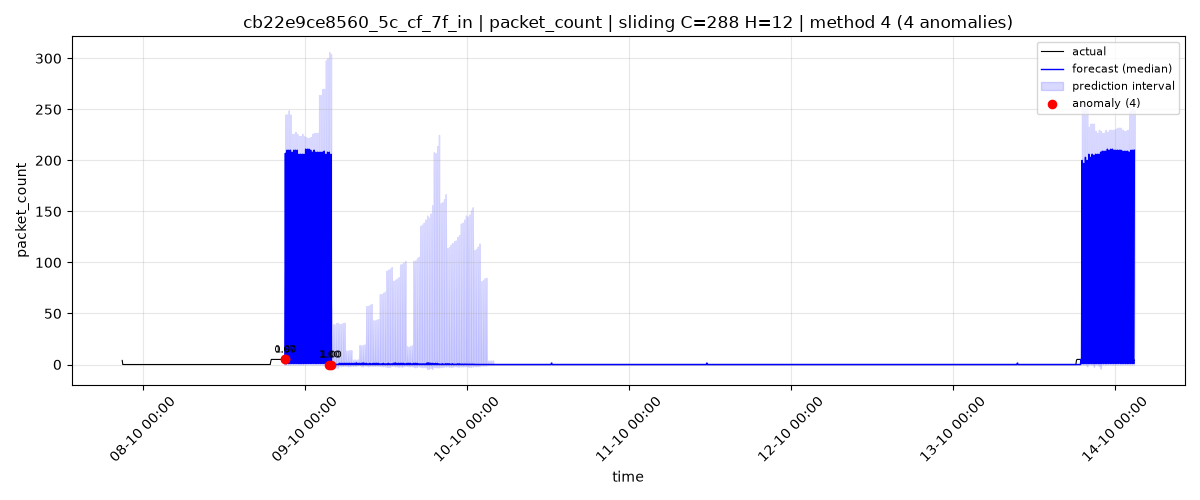 cb22e9ce8560_5c_cf_7f_in | packet_count | sliding C=288 H=12 | method 4 (4 anomalies)
actual
forecast (median)
prediction interval
anomaly (4)
packet_count
300
250
200
150
100
50
0
08-10 00:00
09-10 00:00
10-10 00:00
11-10 00:00
12-10 00:00
13-10 00:00
14-10 00:00
time